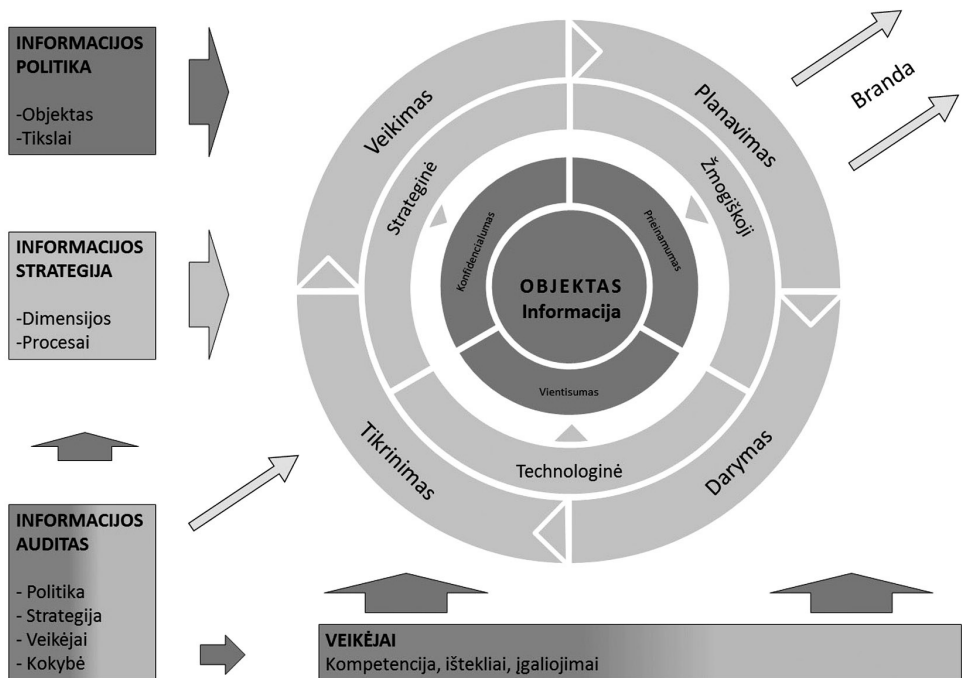 INFORMACIJOS
POLITIKA
-Objektas
-Tikslai
INFORMACIJOS
STRATEGIJA
-Dimensijos
-Procesai
INFORMACIJOS
AUDITAS
- Politika
- Strategija
- Veikėjai
- Kokybė
Veikimas
Planavimas
Darymas
Tikrinimas
Strateginė
Žmogiškoji
Technologinė
Konfidencialumas
Prieinamumas
Vientisumas
OBJEKTAS
Informacija
Branda
VEIKĖJAI
Kompetencija, ištekliai, įgaliojimai